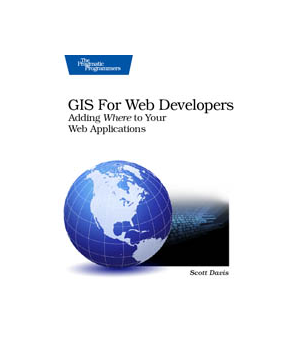 The
Pragmatic
Programmers
GIS For Web Developers
Adding Where to Your
Web Applications
Scott Davis